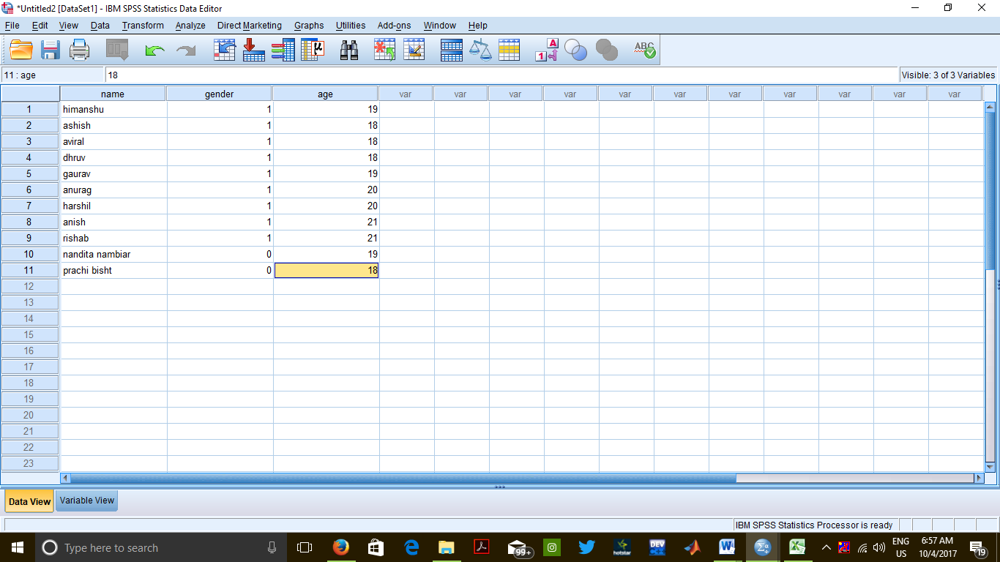 *Untitled2 [DataSet1] - IBM SPSS Statistics Data Editor
File Edit View Data Transform Analyze Direct Marketing Graphs Utilities Add-ons Window Help
11 : age 18 Visible: 3 of 3 Variables
name gender age var var var var var var var var var var var
1 himanshu 1 19
2 ashish 1 18
3 aviral 1 18
4 dhruv 1 18
5 gaurav 1 19
6 anurag 1 20
7 harshil 1 20
8 anish 1 21
9 rishab 1 21
10 nandita nambiar 0 19
11 prachi bisht 0 18
12
13
14
15
16
17
18
19
20
21
22
23
Data View Variable View
IBM SPSS Statistics Processor is ready
Type here to search
99+
hotstar
DEV
ENG
US
6:57 AM
10/4/2017
19